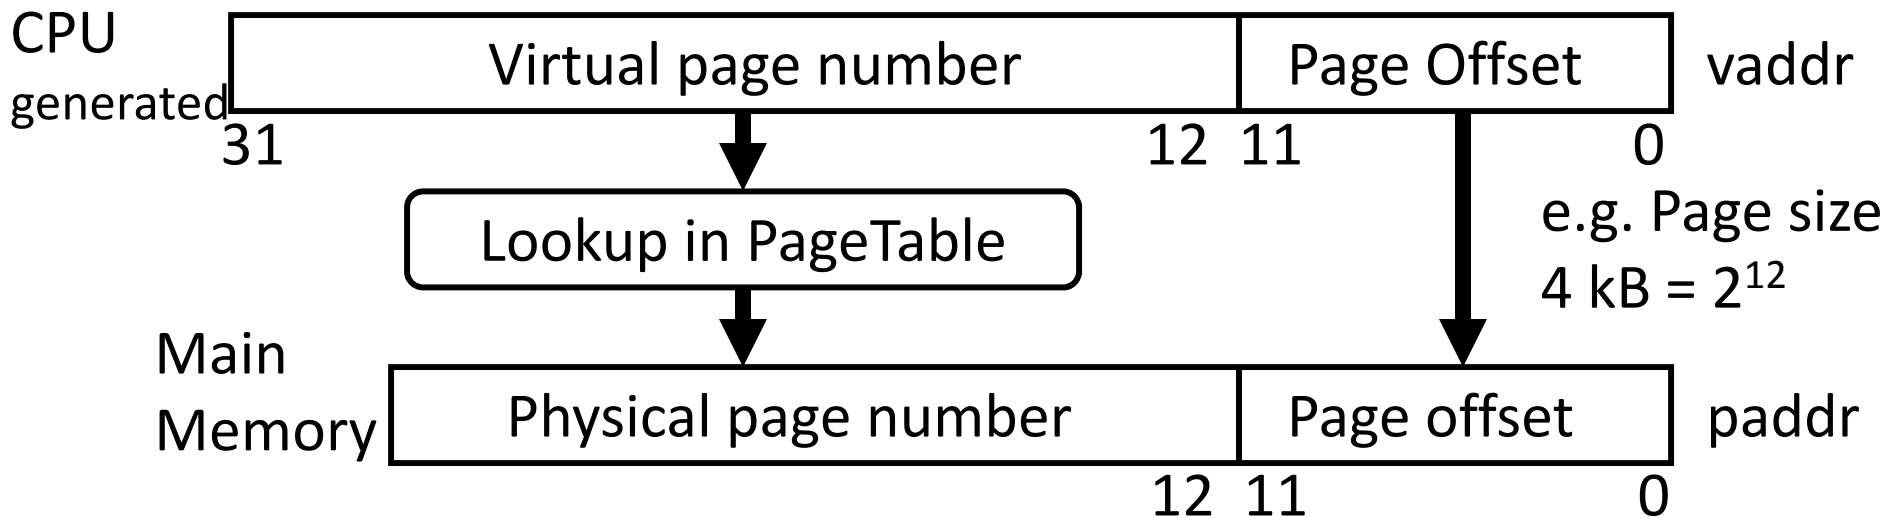 CPU
generated
Virtual page number
Page Offset
vaddr
31
12
11
0
Lookup in PageTable
e.g. Page size
4 kB = 2¹²
Main
Memory
Physical page number
Page offset
paddr
12
11
0